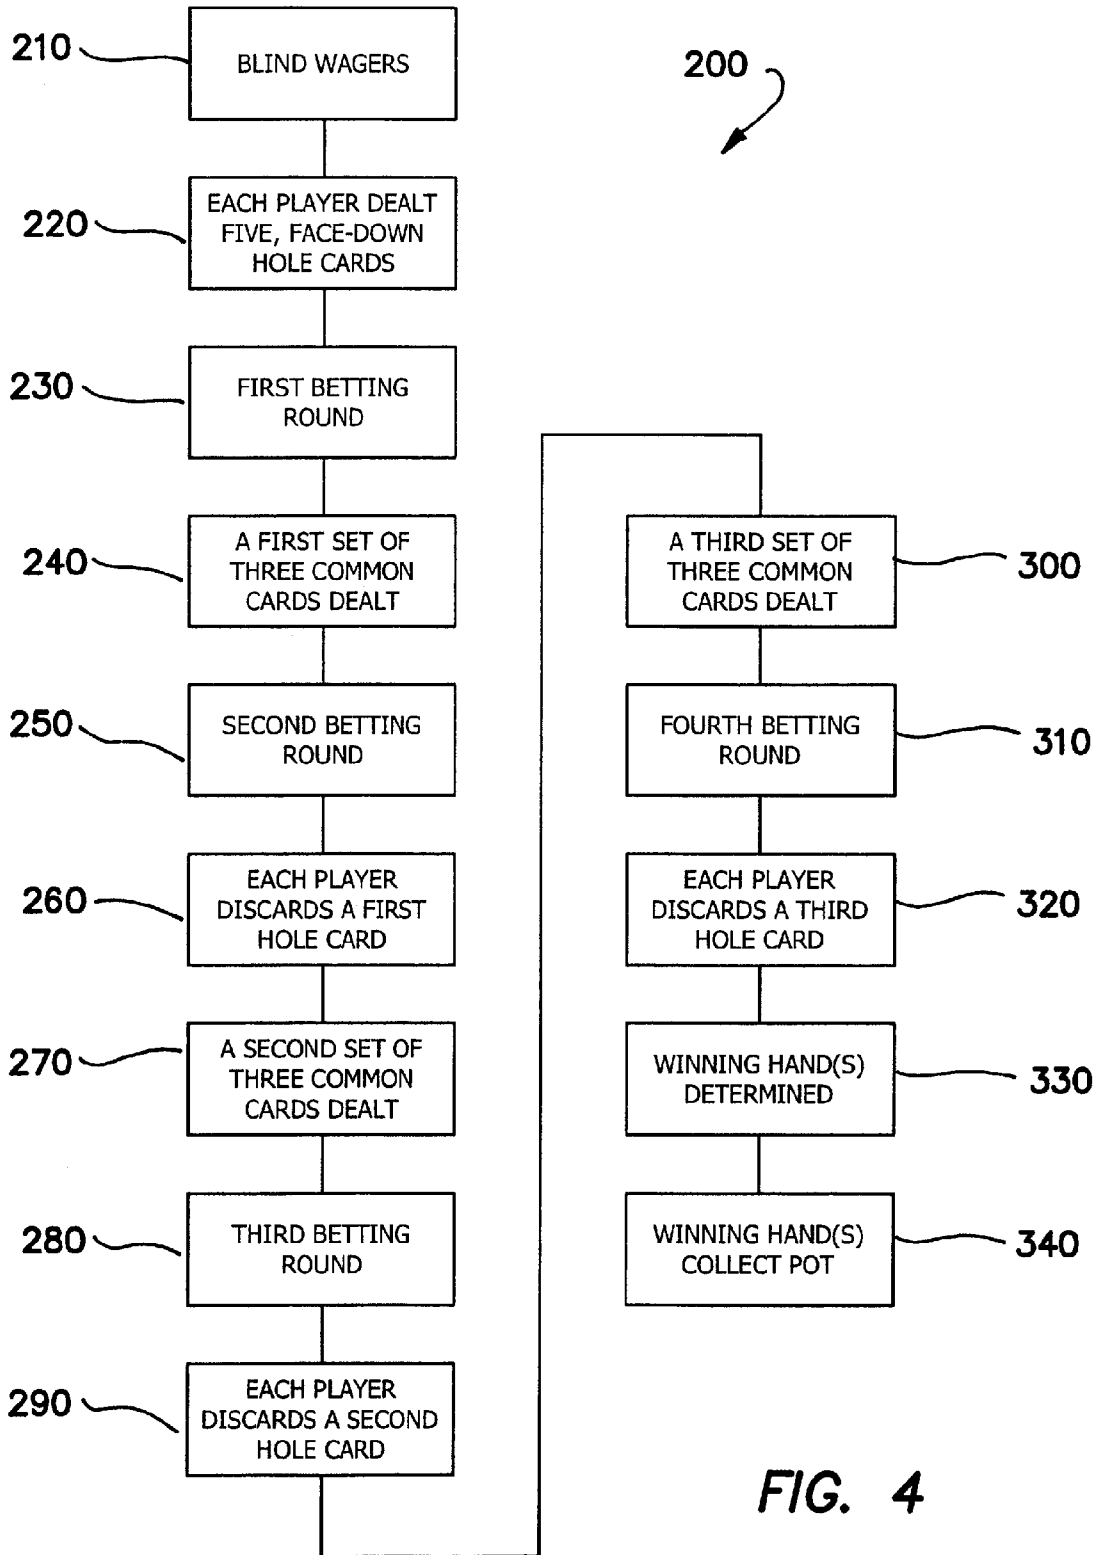 210
BLIND WAGERS
200
220
EACH PLAYER DEALT
FIVE, FACE-DOWN
HOLE CARDS
230
FIRST BETTING
ROUND
240
A FIRST SET OF
THREE COMMON
CARDS DEALT
250
SECOND BETTING
ROUND
260
EACH PLAYER
DISCARDS A FIRST
HOLE CARD
270
A SECOND SET OF
THREE COMMON
CARDS DEALT
280
THIRD BETTING
ROUND
290
EACH PLAYER
DISCARDS A SECOND
HOLE CARD
A THIRD SET OF
THREE COMMON
CARDS DEALT
300
FOURTH BETTING
ROUND
310
EACH PLAYER
DISCARDS A THIRD
HOLE CARD
320
WINNING HAND(S)
DETERMINED
330
WINNING HAND(S)
COLLECT POT
340
FIG. 4